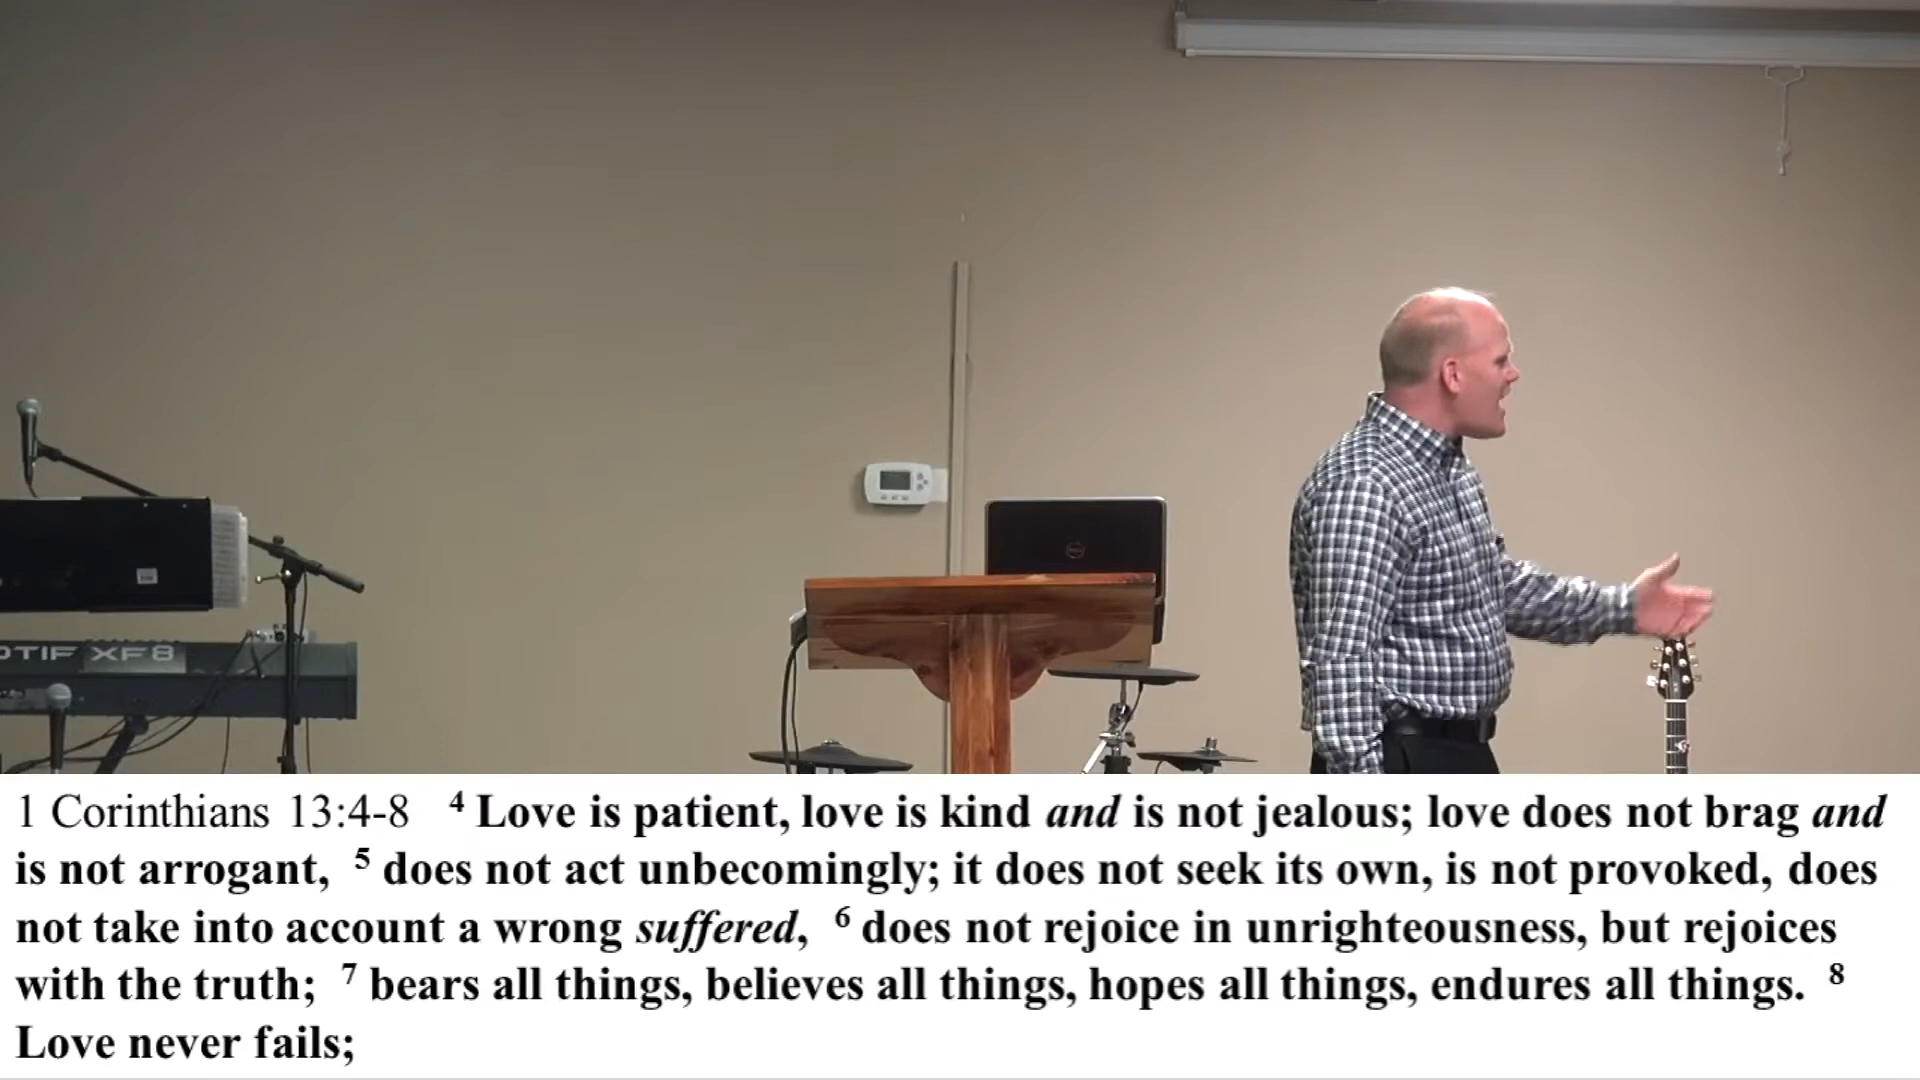 OTIF XF8
DELL
1 Corinthians 13:4-8 4 Love is patient, love is kind and is not jealous; love does not brag and
is not arrogant, 5 does not act unbecomingly; it does not seek its own, is not provoked, does
not take into account a wrong suffered, 6 does not rejoice in unrighteousness, but rejoices
with the truth; 7 bears all things, believes all things, hopes all things, endures all things. 8
Love never fails;